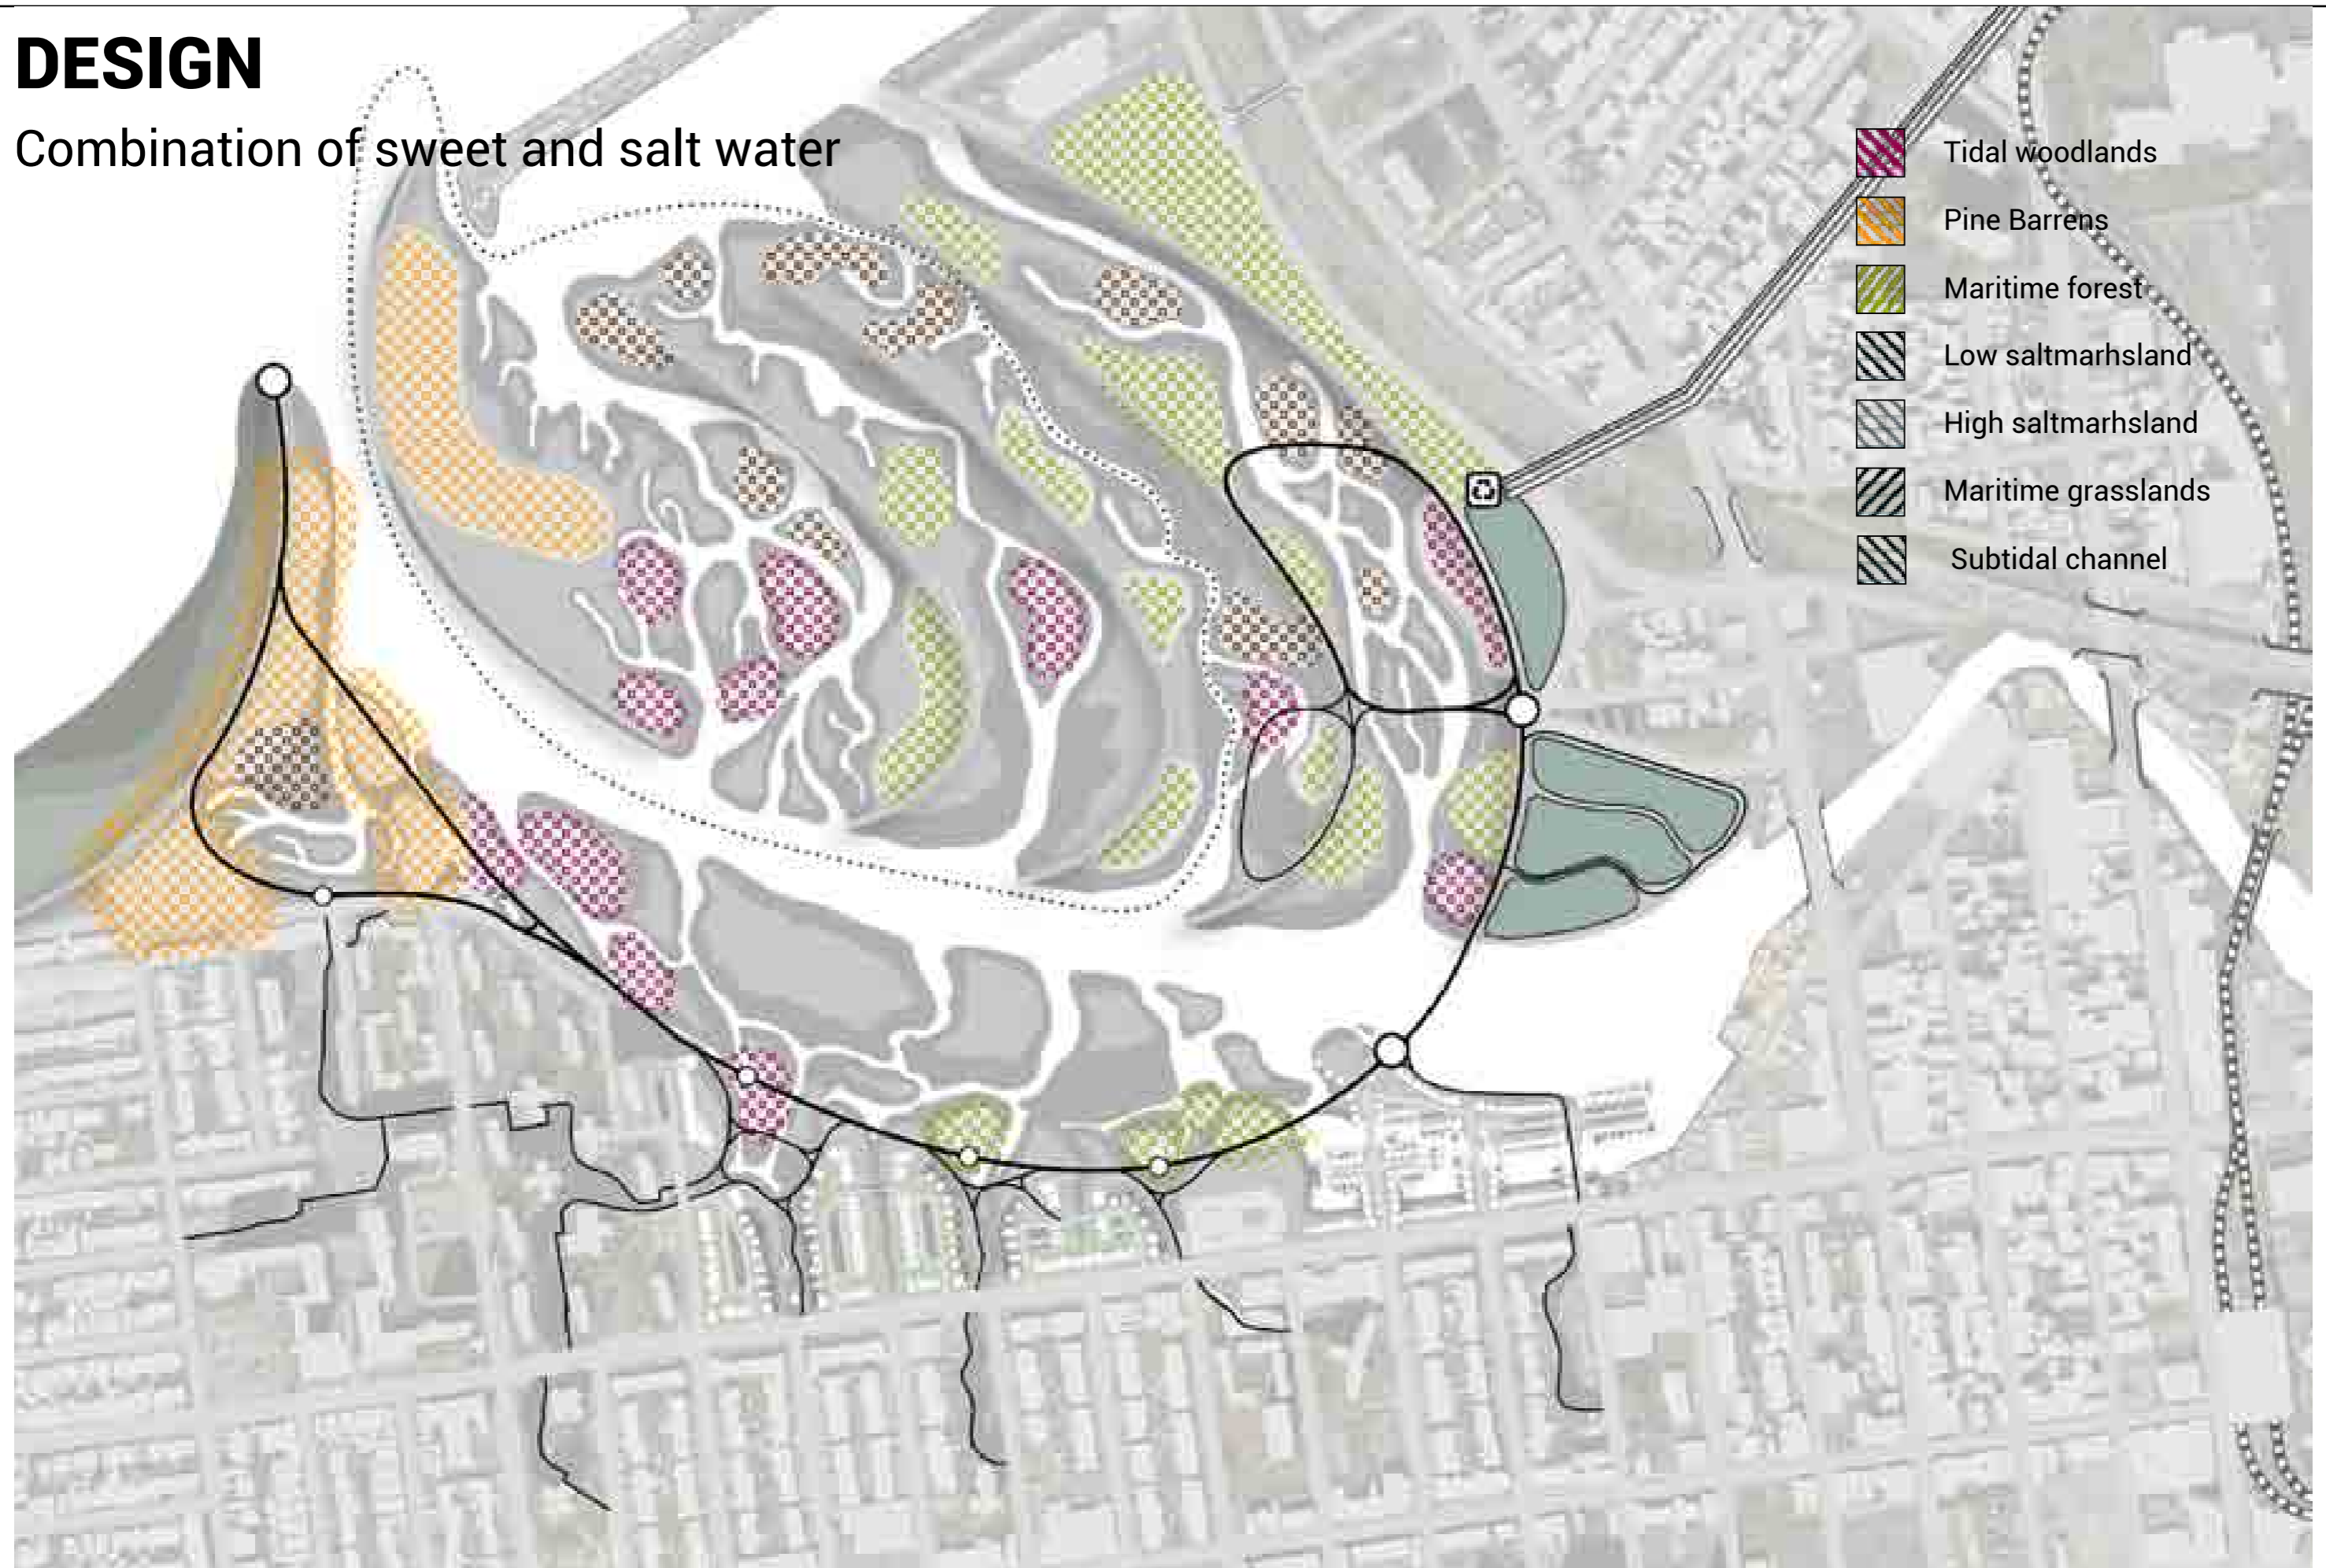 DESIGN
Combination of sweet and salt water
Tidal woodlands
Pine Barrens
Maritime forest
Low saltmarhsland
High saltmarhsland
Maritime grasslands
Subtidal channel